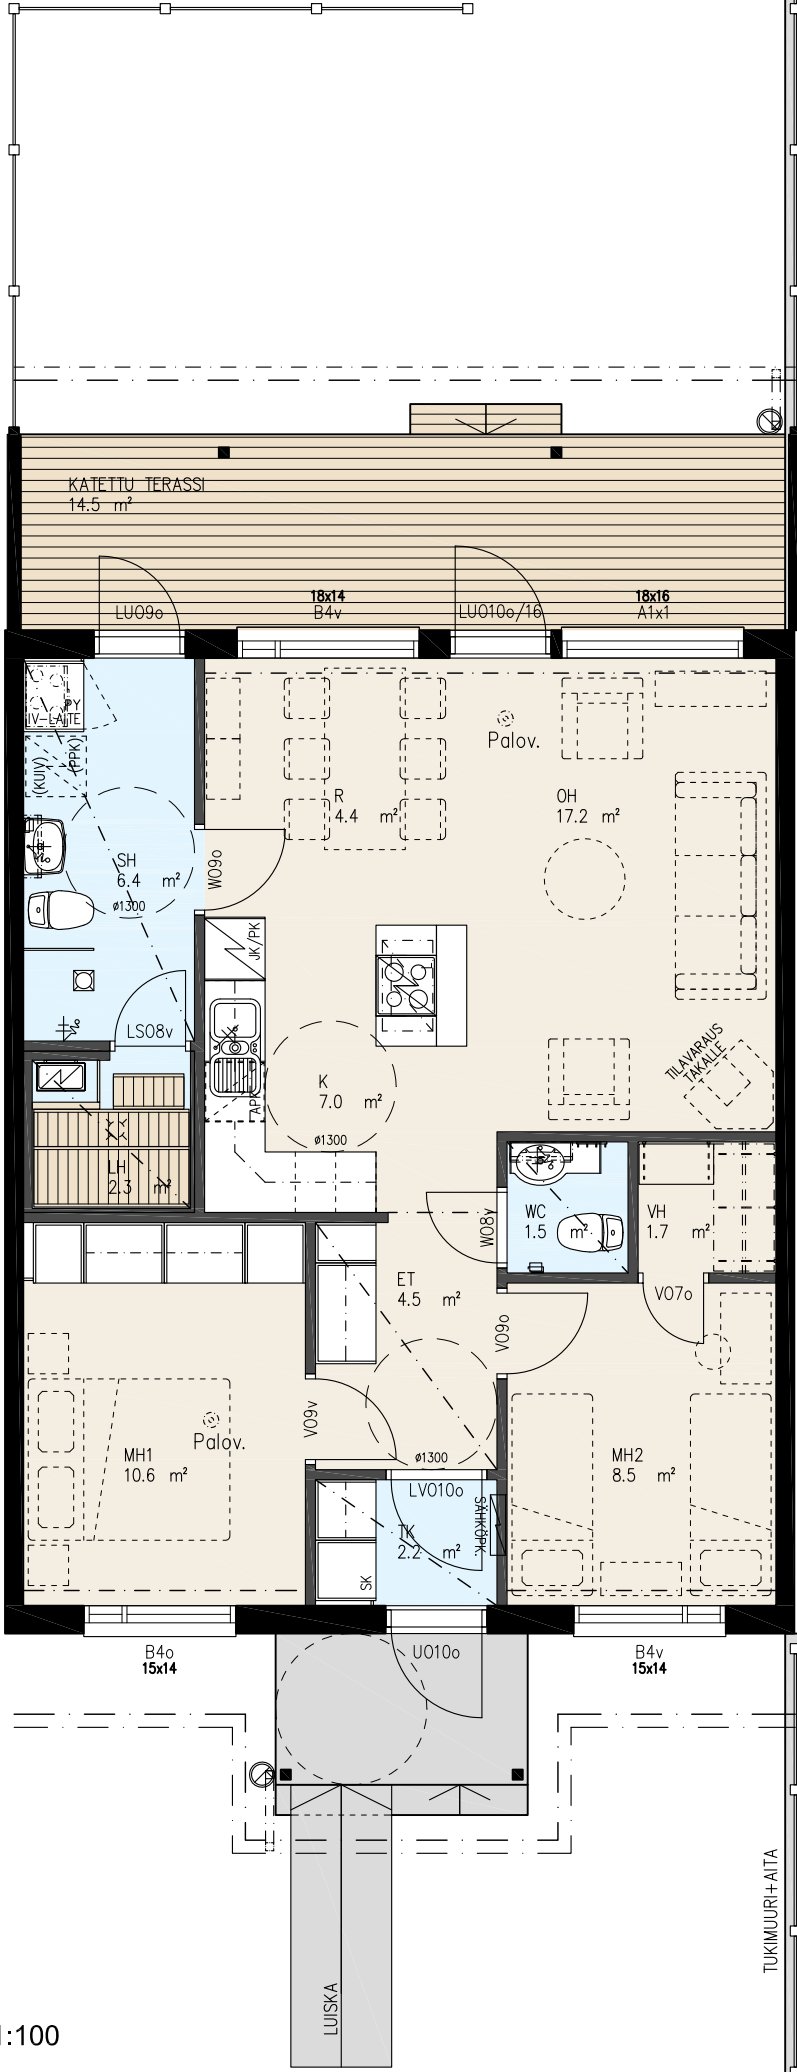 KATETTU TERASSI
14.5 m²
LUO9o
18x14
B4v
LUO10o/16
18x16
A1x1
PY
IV-LAITE
(KUIV)
(PPK)
Palov.
R
4.4 m²
OH
17.2 m²
SH
6.4 m²
ø1300
WO9o
JK/PK
LSO8v
K
7.0 m²
APK
ø1300
TILAVARAUS
TAKALLE
LH
2.3 m²
WC
1.5 m²
WO8v
VH
1.7 m²
ET
4.5 m²
VO7o
VO9o
VO9v
Palov.
MH1
10.6 m²
ø1300
MH2
8.5 m²
LVO10o
SÄHKÖPK.
TK
2.2 m²
SK
B4o
15x14
UO10o
B4v
15x14
TUKIMUURI+AITA
LUISKA
:100